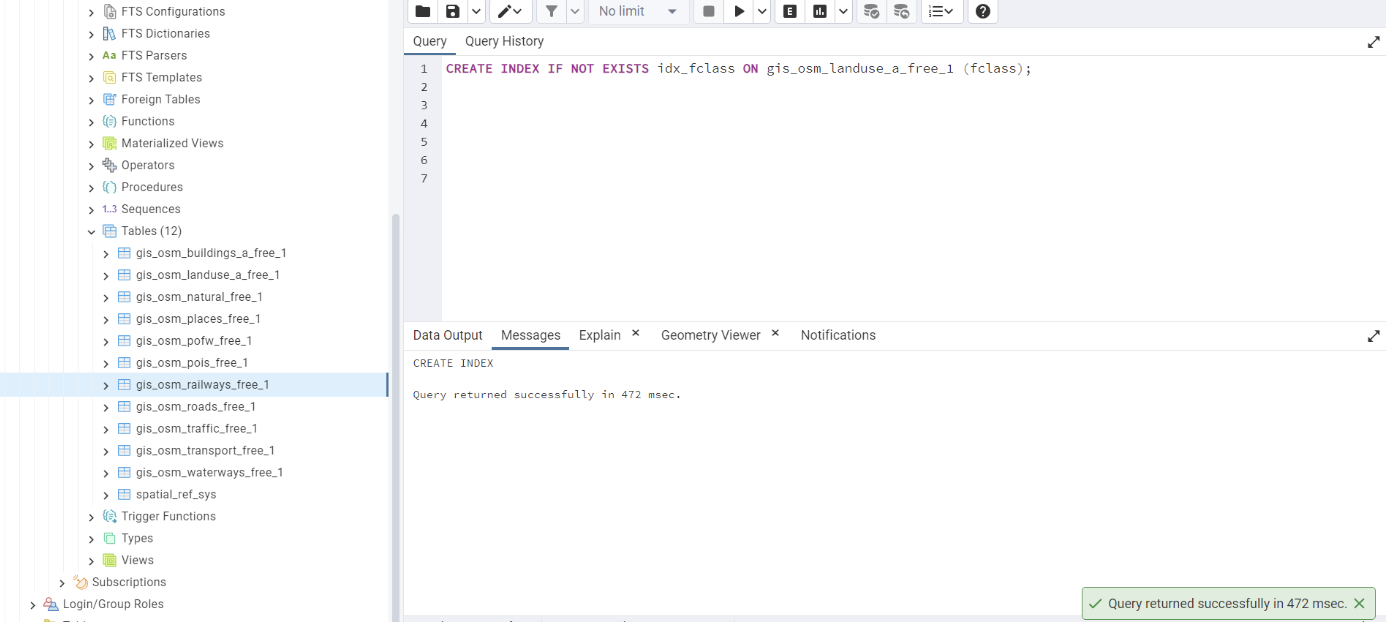 FTS Configurations
FTS Dictionaries
Aa FTS Parsers
FTS Templates
Foreign Tables
Functions
Materialized Views
Operators
Procedures
1..3 Sequences
Tables (12)
gis_osm_buildings_a_free_1
gis_osm_landuse_a_free_1
gis_osm_natural_free_1
gis_osm_places_free_1
gis_osm_pofw_free_1
gis_osm_pois_free_1
gis_osm_railways_free_1
gis_osm_roads_free_1
gis_osm_traffic_free_1
gis_osm_transport_free_1
gis_osm_waterways_free_1
spatial_ref_sys
Trigger Functions
Types
Views
Subscriptions
Login/Group Roles
No limit
E
Query Query History
1 CREATE INDEX IF NOT EXISTS idx_fclass ON gis_osm_landuse_a_free_1 (fclass);
2
3
4
5
6
7
Data Output Messages Explain Geometry Viewer Notifications
CREATE INDEX
Query returned successfully in 472 msec.
Query returned successfully in 472 msec.